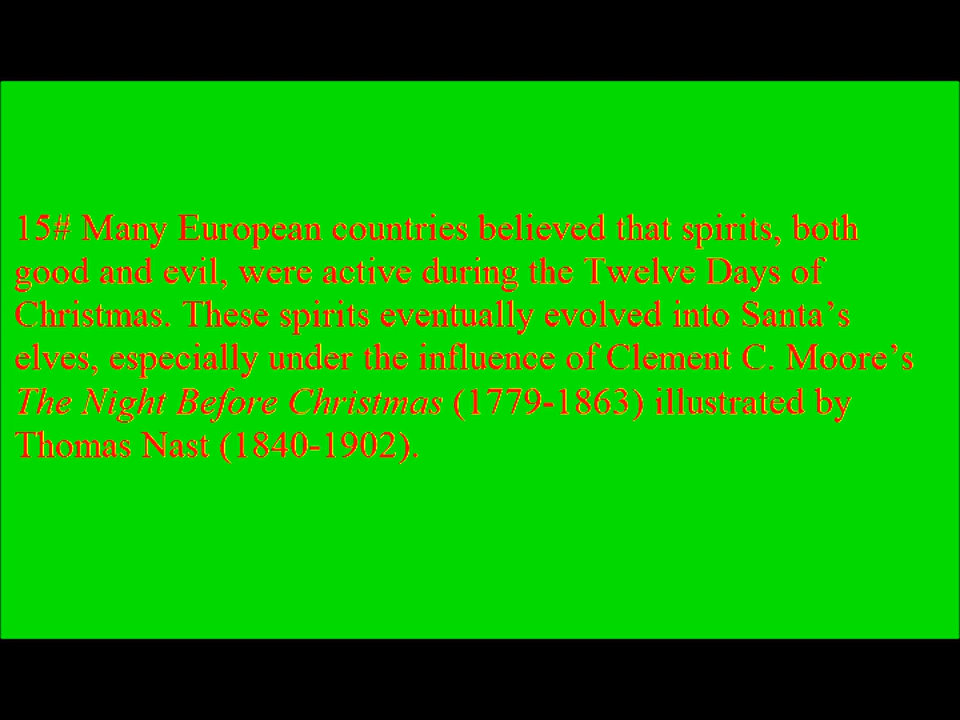 15# Many European countries believed that spirits, both
good and evil, were active during the Twelve Days of
Christmas. These spirits eventually evolved into Santa’s
elves, especially under the influence of Clement C. Moore’s
The Night Before Christmas (1779-1863) illustrated by
Thomas Nast (1840-1902).